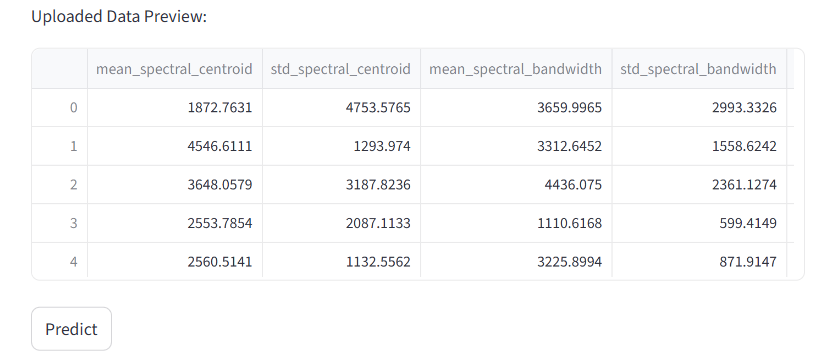 Uploaded Data Preview:
mean_spectral_centroid std_spectral_centroid mean_spectral_bandwidth std_spectral_bandwidth
0 1872.7631 4753.5765 3659.9965 2993.3326
1 4546.6111 1293.974 3312.6452 1558.6242
2 3648.0579 3187.8236 4436.075 2361.1274
3 2553.7854 2087.1133 1110.6168 599.4149
4 2560.5141 1132.5562 3225.8994 871.9147
Predict